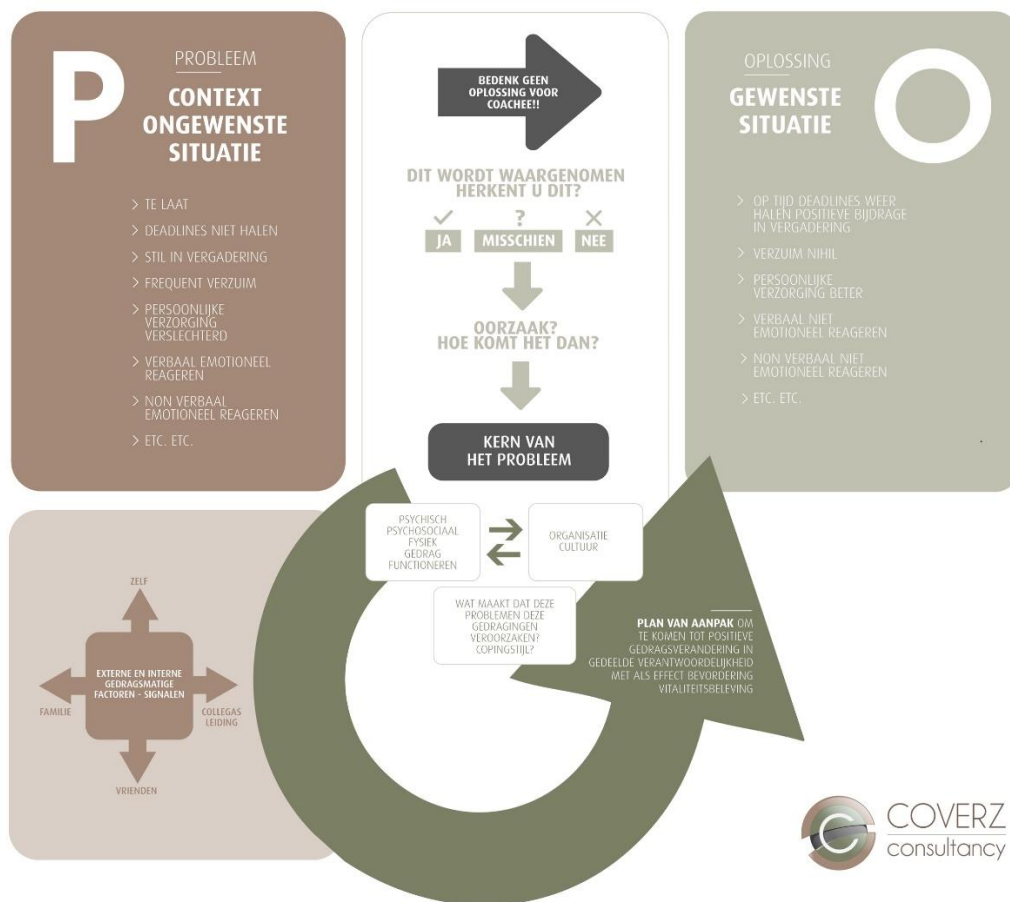 P
PROBLEEM
CONTEXT
ONGEWENSTE
SITUATIE
> TE LAAT
> DEADLINES NIET HALEN
> STIL IN VERGADERING
> FREQUENT VERZUIM
> PERSOONLIJKE
VERZORGING
VERSLECHTERD
> VERBAAL EMOTIONEEL
REAGEREN
> NON VERBAAL
EMOTIONEEL REAGEREN
> ETC. ETC.
BEDENK GEEN
OPLOSSING VOOR
COACHEE!!
DIT WORDT WAARGENOMEN
HERKENT U DIT?
✓ ? ✕
JA MISSCHIEN NEE
OORZAAK?
HOE KOMT HET DAN?
KERN VAN
HET PROBLEEM
PSYCHISCH
PSYCHOSOCIAAL
FYSIEK
GEDRAG
FUNCTIONEREN
ORGANISATIE
CULTUUR
WAT MAAKT DAT DEZE
PROBLEMEN DEZE
GEDRAGINGEN
VEROORZAKEN?
COPINGSTIJL?
OPLOSSING
GEWENSTE
SITUATIE
O
> OP TIJD DEADLINES WEER
HALEN POSITIEVE BIJDRAGE
IN VERGADERING
> VERZUIM NIHIL
> PERSOONLIJKE
VERZORGING BETER
> VERBAAL NIET
EMOTIONEEL REAGEREN
> NON VERBAAL NIET
EMOTIONEEL REAGEREN
> ETC. ETC.
PLAN VAN AANPAK OM
TE KOMEN TOT POSITIEVE
GEDRAGSVERANDERING IN
GEDEELDE VERANTWOORDELIJKHEID
MET ALS EFFECT BEVORDERING
VITALITEITSBELEVING
ZELF
EXTERNE EN INTERNE
GEDRAGSMATIGE
FACTOREN - SIGNALEN
FAMILIE
COLLEGAS
LEIDING
VRIENDEN
C
COVERZ
consultancy